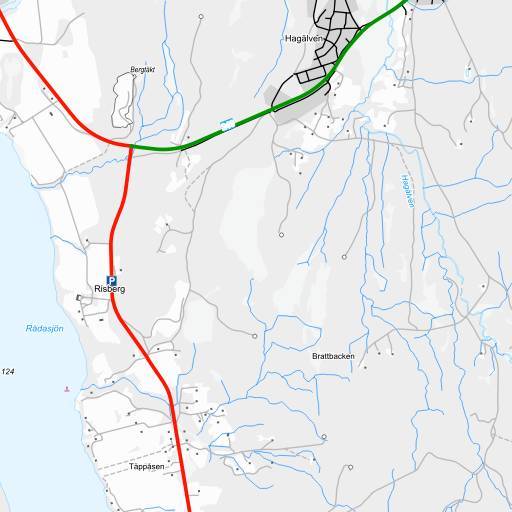 Hagälven
Bergtäkt
Hagälven
P
Risberg
Rådasjön
Brattbacken
124
Täppåsen